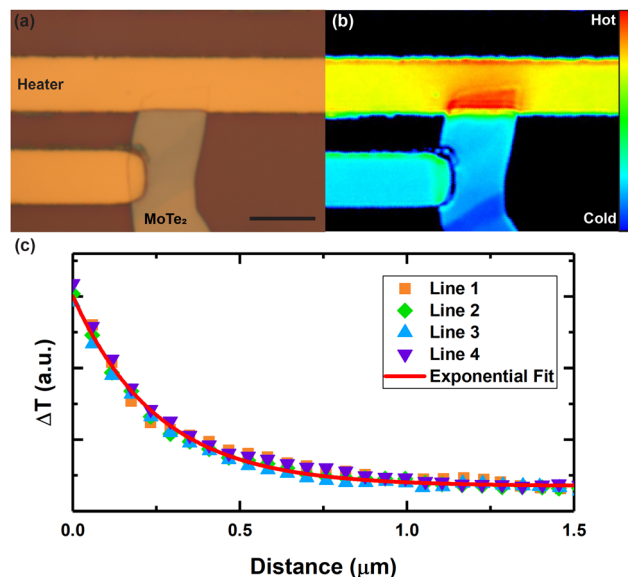 (a)
Heater
MoTe₂
(b)
Hot
Cold
(c)
ΔT (a.u.)
Line 1
Line 2
Line 3
Line 4
Exponential Fit
0.0 0.5 1.0 1.5
Distance (μm)